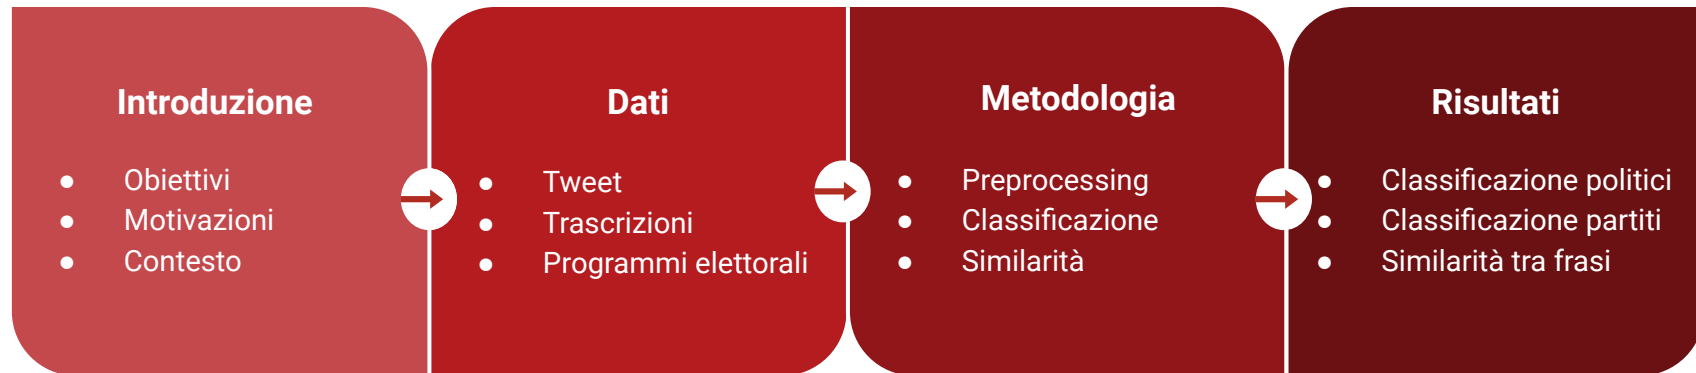 Introduzione
● Obiettivi
● Motivazioni
● Contesto
Dati
● Tweet
● Trascrizioni
● Programmi elettorali
Metodologia
● Preprocessing
● Classificazione
● Similarità
Risultati
● Classificazione politici
● Classificazione partiti
● Similarità tra frasi